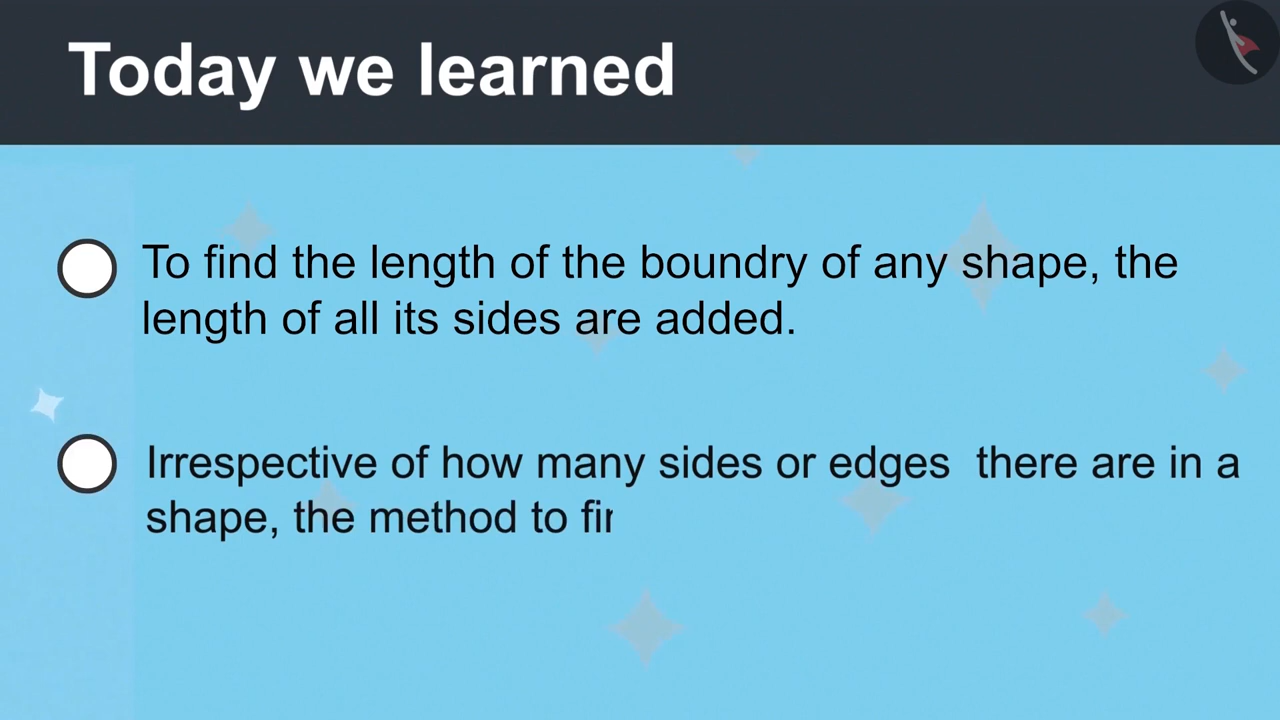 Today we learned
To find the length of the boundry of any shape, the
length of all its sides are added.
Irrespective of how many sides or edges there are in a
shape, the method to